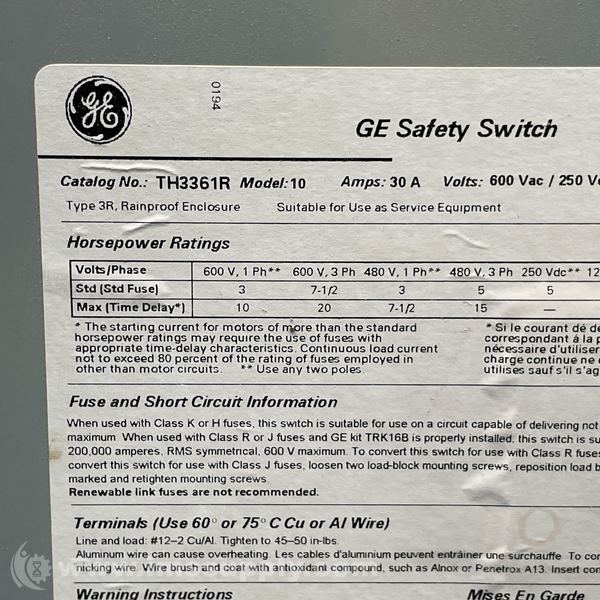 GE
0194
GE Safety Switch
Catalog No.: TH3361R Model: 10 Amps: 30 A Volts: 600 Vac / 250 V
Type 3R, Rainproof Enclosure Suitable for Use as Service Equipment
Horsepower Ratings
Volts/Phase 600 V, 1 Ph** 600 V, 3 Ph 480 V, 1 Ph** 480 V, 3 Ph 250 Vdc** 12
Std (Std Fuse) 3 7-1/2 3 5 5
Max (Time Delay*) 10 20 7-1/2 15 —
* The starting current for motors of more than the standard
horsepower ratings may require the use of fuses with
appropriate time-delay characteristics. Continuous load current
not to exceed 80 percent of the rating of fuses employed in
other than motor circuits. ** Use any two poles.
* Si le courant dé de
correspondant à la p
nécessaire d'utiliser
charge continue ne
utilises sauf s'il s'ag
Fuse and Short Circuit Information
When used with Class K or H fuses, this switch is suitable for use on a circuit capable of delivering not
maximum When used with Class R or J fuses and GE kit TRK16B is properly installed, this switch is su
200,000 amperes, RMS symmetrical, 600 V maximum. To convert this switch for use with Class R fuses
convert this switch for use with Class J fuses, loosen two load-block mounting screws, reposition load b
marked and retighten mounting screws.
Renewable link fuses are not recommended.
Terminals (Use 60° or 75° C Cu or Al Wire)
Line and load: #12–2 Cu/Al. Tighten to 45–50 in-lbs.
Aluminum wire can cause overheating. Les cables d'aluminium peuvent entràiner une surchauffe To co
nicking wire. Wire brush and coat with antioxidant compound, such as Alnox or Penetrox A13. Insert con
Warning Instructions Mises En Garde